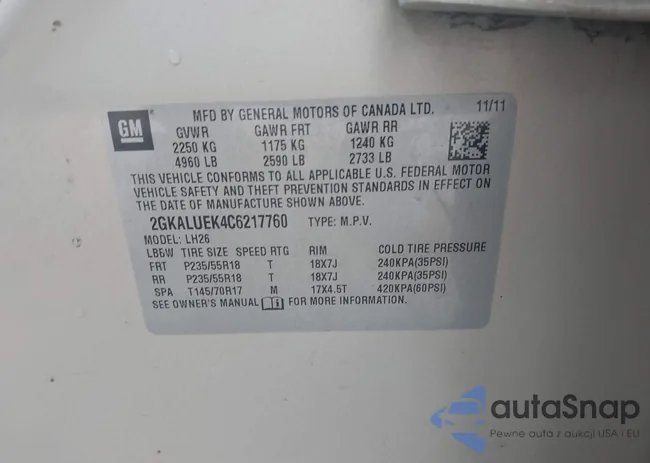 MFD BY GENERAL MOTORS OF CANADA LTD. 11/11
GM
GVWR GAWR FRT GAWR RR
2250 KG 1175 KG 1240 KG
4960 LB 2590 LB 2733 LB
THIS VEHICLE CONFORMS TO ALL APPLICABLE U.S. FEDERAL MOTOR
VEHICLE SAFETY AND THEFT PREVENTION STANDARDS IN EFFECT ON
THE DATE OF MANUFACTURE SHOWN ABOVE.
2GKALUEK4C6217760 TYPE: M.P.V.
MODEL: LH26
LB5W TIRE SIZE SPEED RTG RIM COLD TIRE PRESSURE
FRT P235/55R18 T 18X7J 240KPA(35PSI)
RR P235/55R18 T 18X7J 240KPA(35PSI)
SPA T145/70R17 M 17X4.5T 420KPA(60PSI)
SEE OWNER'S MANUAL FOR MORE INFORMATION.
autaSnap
Pewne auta z aukcji USA i EU